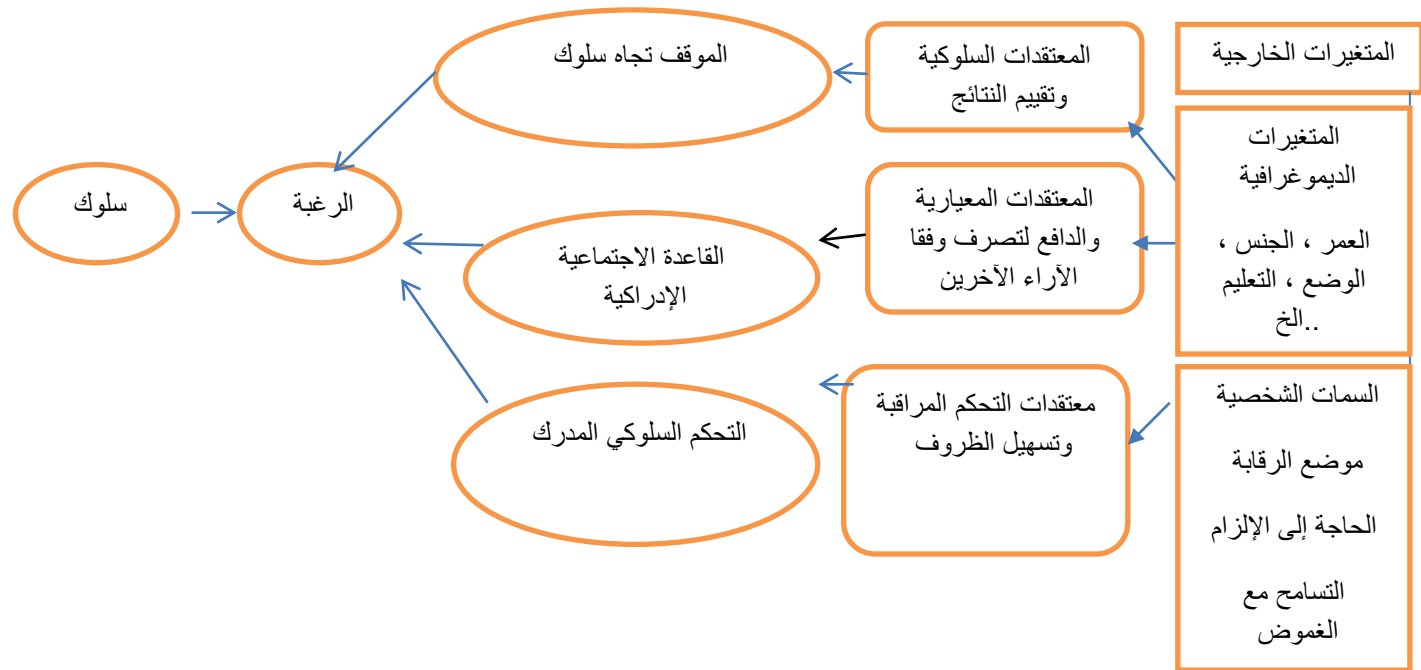 المتغيرات الخارجية
المتغيرات
الديموغرافية
العمر ، الجنس ،
الوضع ، التعليم
..الخ
السمات الشخصية
موضع الرقابة
الحاجة إلى الإلزام
التسامح مع
الغموض
المعتقدات السلوكية
وتقييم النتائج
المعتقدات المعيارية
والدافع لتصرف وفقا
الآراء الآخرين
معتقدات التحكم المراقبة
وتسهيل الظروف
الموقف تجاه سلوك
القاعدة الاجتماعية
الإدراكية
التحكم السلوكي المدرك
الرغبة
سلوك